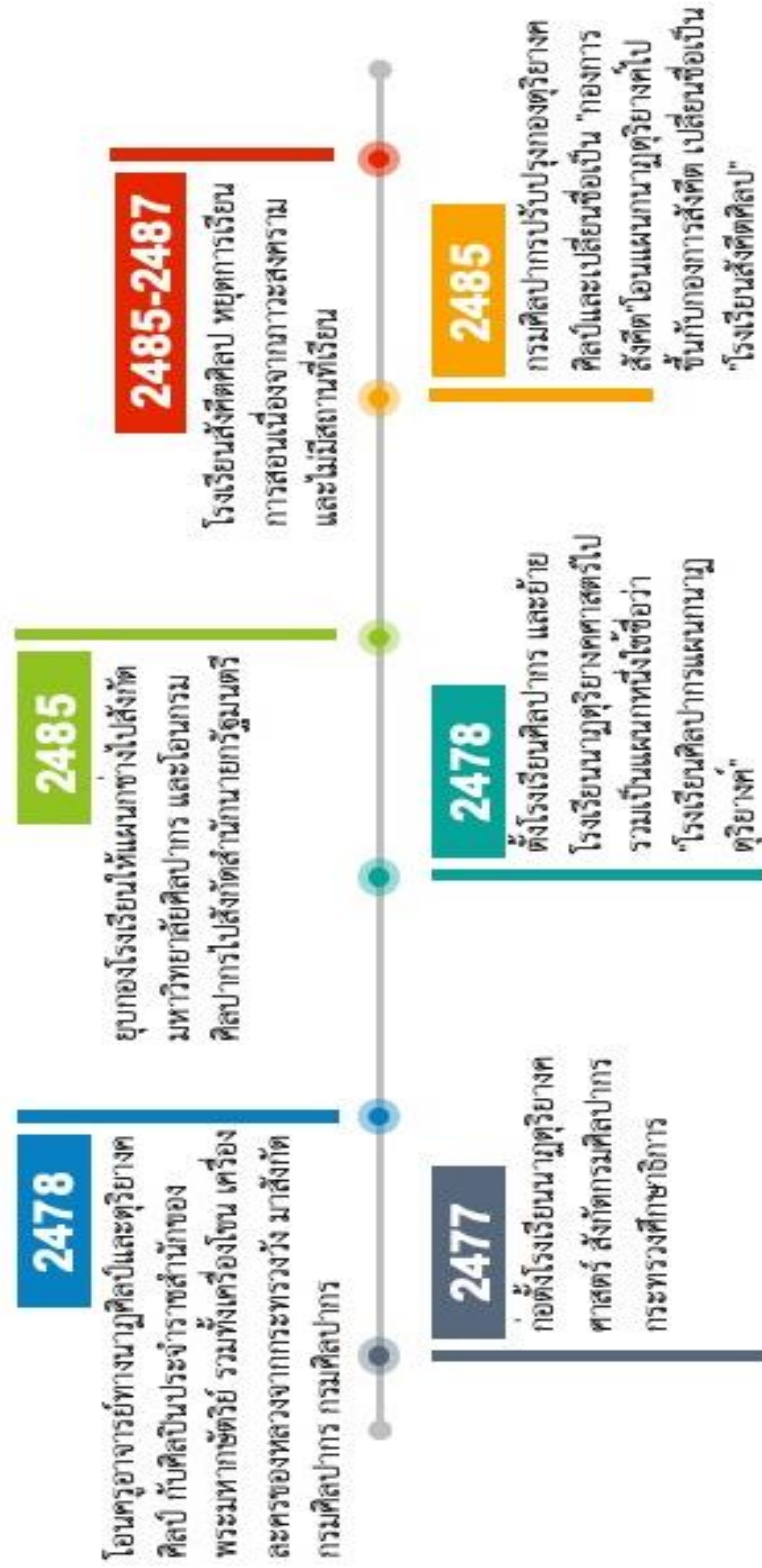 2478
โอนครูอาจารย์ทางนาฏศิลป์และดุริยางค
ศิลป์ กับศิลปินประจำราชสำนักของ
พระมหากษัตริย์ รวมทั้งเครื่องโขน เครื่อง
ละครของหลวงจากกระทรวงวัง มาสังกัด
กรมศิลปากร กรมศิลปากร
2485
ยุบกองโรงเรียนให้แผนกช่างไปสังกัด
มหาวิทยาลัยศิลปากร และโอนกรม
ศิลปากรไปสังกัดสำนักนายกรัฐมนตรี
2485-2487
โรงเรียนสังคีตศิลป หยุดการเรียน
การสอนเนื่องจากภาวะสงคราม
และไม่มีสถานที่เรียน
2477
ก่อตั้งโรงเรียนนาฏดุริยางค
ศาสตร์ สังกัดกรมศิลปากร
กระทรวงศึกษาธิการ
2478
ตั้งโรงเรียนศิลปากร และย้าย
โรงเรียนนาฏดุริยางคศาสตร์ไป
รวมเป็นแผนกหนึ่งใช้ชื่อว่า
"โรงเรียนศิลปากรแผนกนาฏ
ดุริยางค์"
2485
กรมศิลปากรปรับปรุงกองดุริยางค
ศิลป์และเปลี่ยนชื่อเป็น "กองการ
สังคีต"โอนแผนกนาฏดุริยางค์ไป
ขึ้นกับกองการสังคีต เปลี่ยนชื่อเป็น
"โรงเรียนสังคีตศิลป"